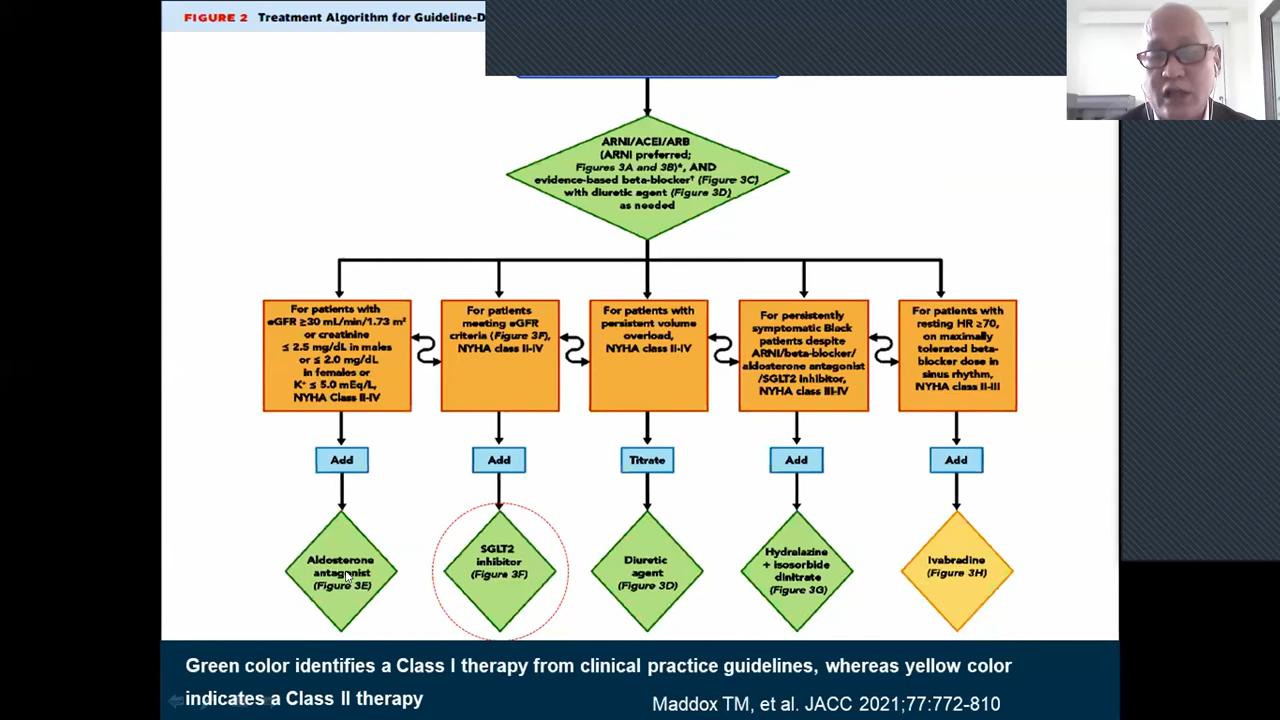 FIGURE 2 Treatment Algorithm for Guideline-D
ARNI/ACEI/ARB
(ARNI preferred;
Figures 3A and 3B)*, AND
evidence-based beta-blocker† (Figure 3C)
with diuretic agent (Figure 3D)
as needed
For patients with
eGFR ≥30 mL/min/1.73 m²
or creatinine
≤ 2.5 mg/dL in males
or ≤ 2.0 mg/dL
in females or
K⁺ ≤ 5.0 mEq/L,
NYHA Class II-IV
For patients
meeting eGFR
criteria (Figure 3F),
NYHA class II-IV
For patients with
persistent volume
overload,
NYHA class II-IV
For persistently
symptomatic Black
patients despite
ARNI/beta-blocker/
aldosterone antagonist
/SGLT2 inhibitor,
NYHA class III-IV
For patients with
resting HR ≥70,
on maximally
tolerated beta-
blocker dose in
sinus rhythm,
NYHA class II-III
Add
Add
Titrate
Add
Add
Aldosterone
antagonist
(Figure 3E)
SGLT2
inhibitor
(Figure 3F)
Diuretic
agent
(Figure 3D)
Hydralazine
+ isosorbide
dinitrate
(Figure 3G)
Ivabradine
(Figure 3H)
Green color identifies a Class I therapy from clinical practice guidelines, whereas yellow color
indicates a Class II therapy
Maddox TM, et al. JACC 2021;77:772-810